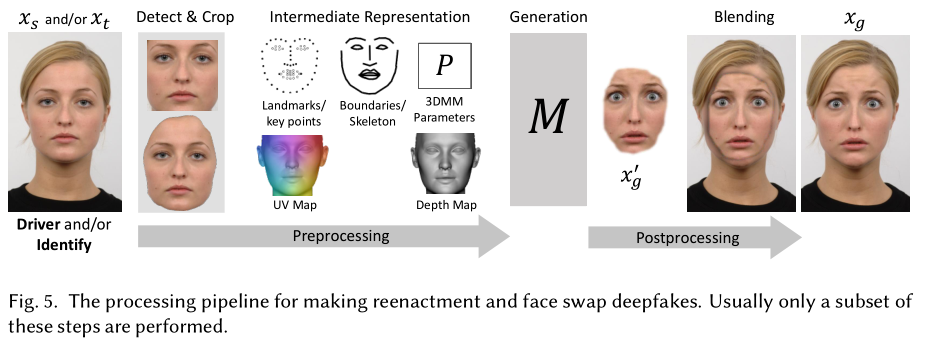 x_s and/or x_t
Detect & Crop
Intermediate Representation
Generation
Blending
x_g
Landmarks/
key points
Boundaries/
Skeleton
P
3DMM
Parameters
UV Map
Depth Map
M
x'_g
Driver and/or
Identify
Preprocessing
Postprocessing
Fig. 5. The processing pipeline for making reenactment and face swap deepfakes. Usually only a subset of
these steps are performed.